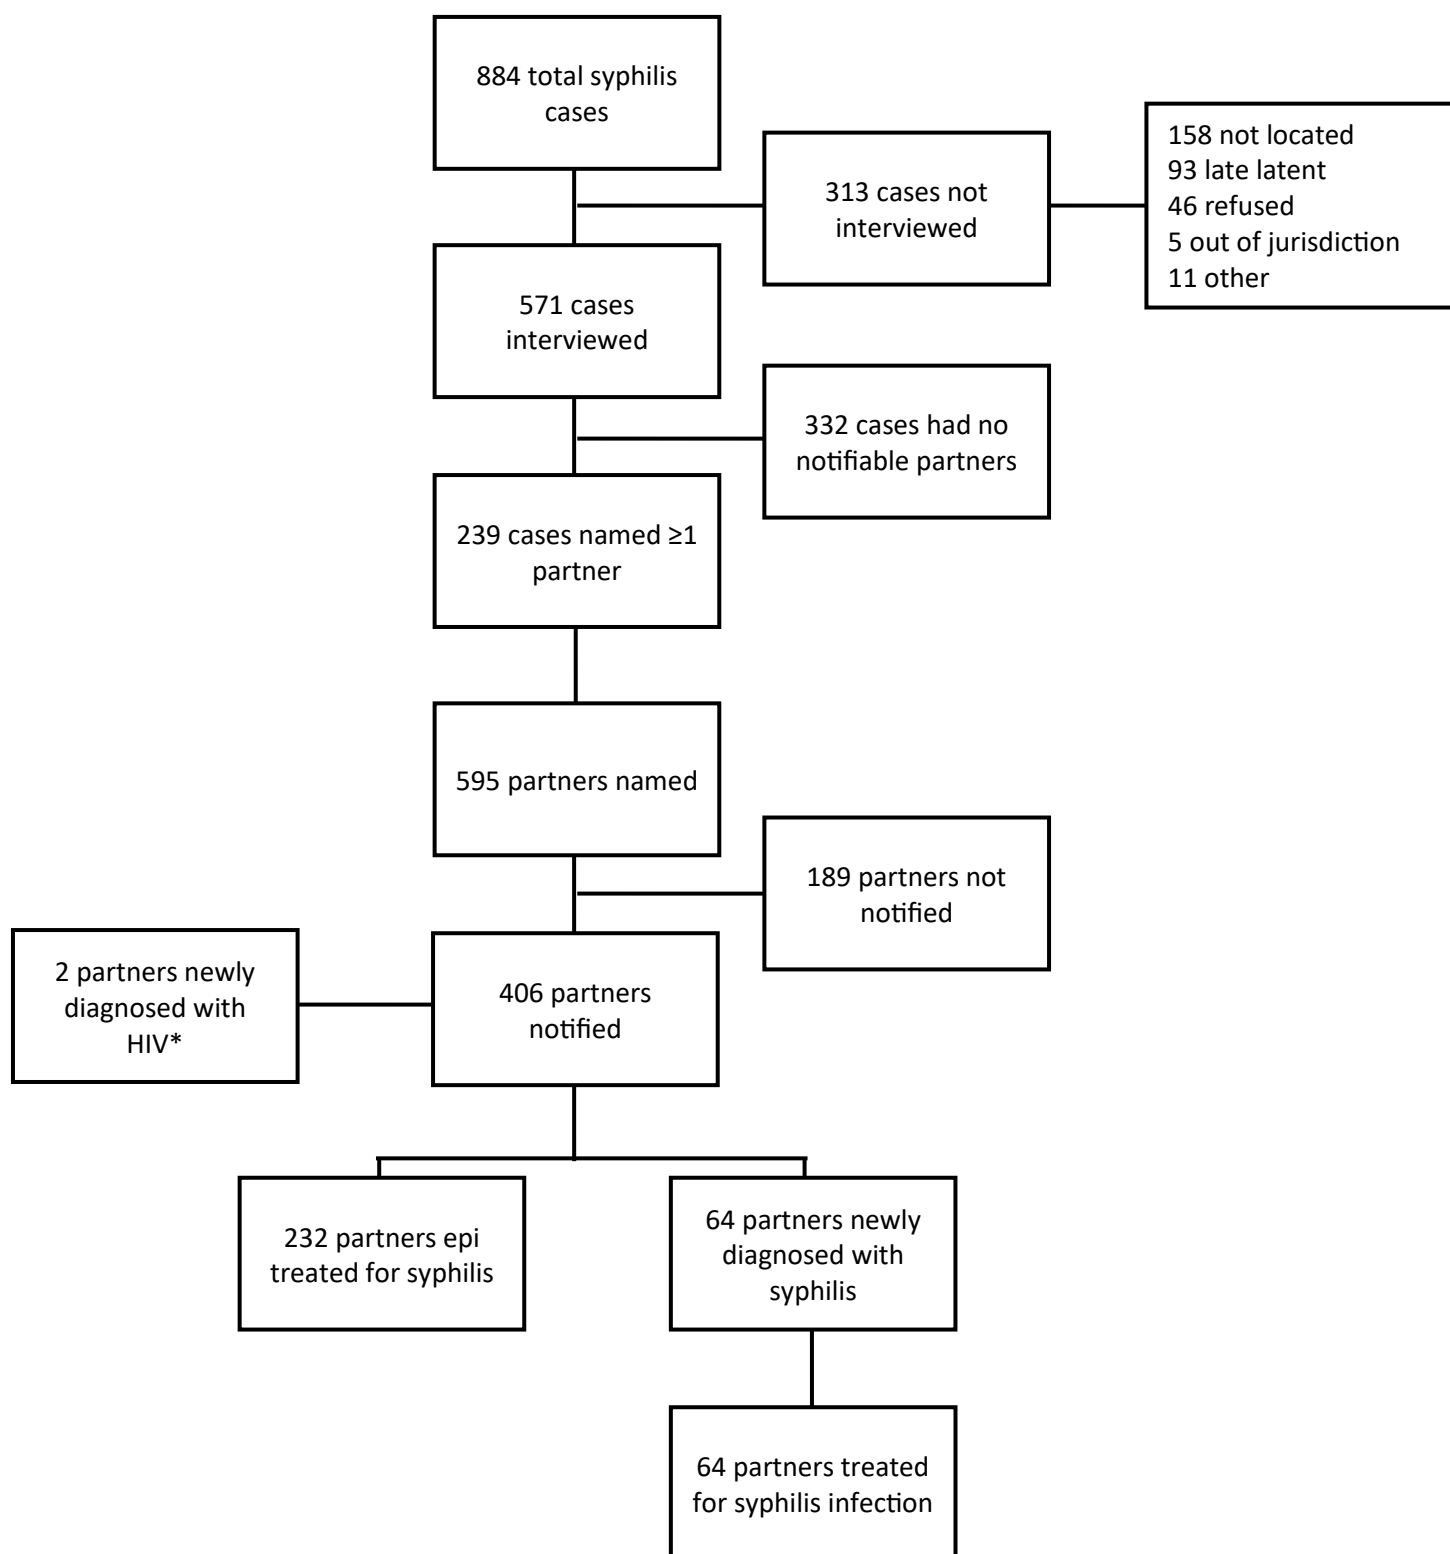 884 total syphilis
cases
313 cases not
interviewed
158 not located
93 late latent
46 refused
5 out of jurisdiction
11 other
571 cases
interviewed
332 cases had no
notifiable partners
239 cases named ≥1
partner
595 partners named
189 partners not
notified
2 partners newly
diagnosed with
HIV*
406 partners
notified
232 partners epi
treated for syphilis
64 partners newly
diagnosed with
syphilis
64 partners treated
for syphilis infection